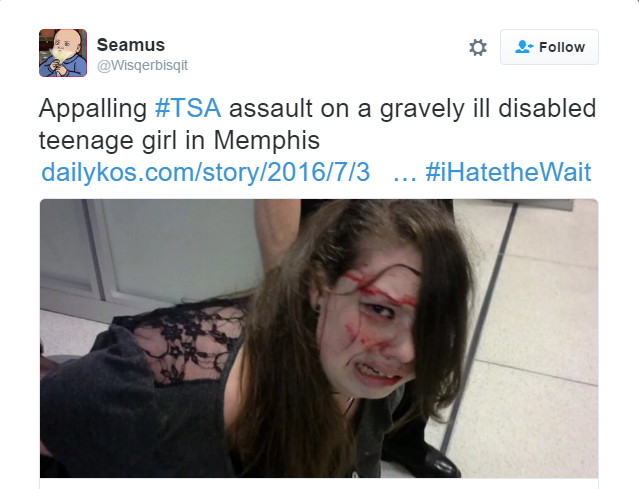 Seamus
@Wisqerbisqit
Follow
Appalling #TSA assault on a gravely ill disabled
teenage girl in Memphis
dailykos.com/story/2016/7/3 … #iHatetheWait